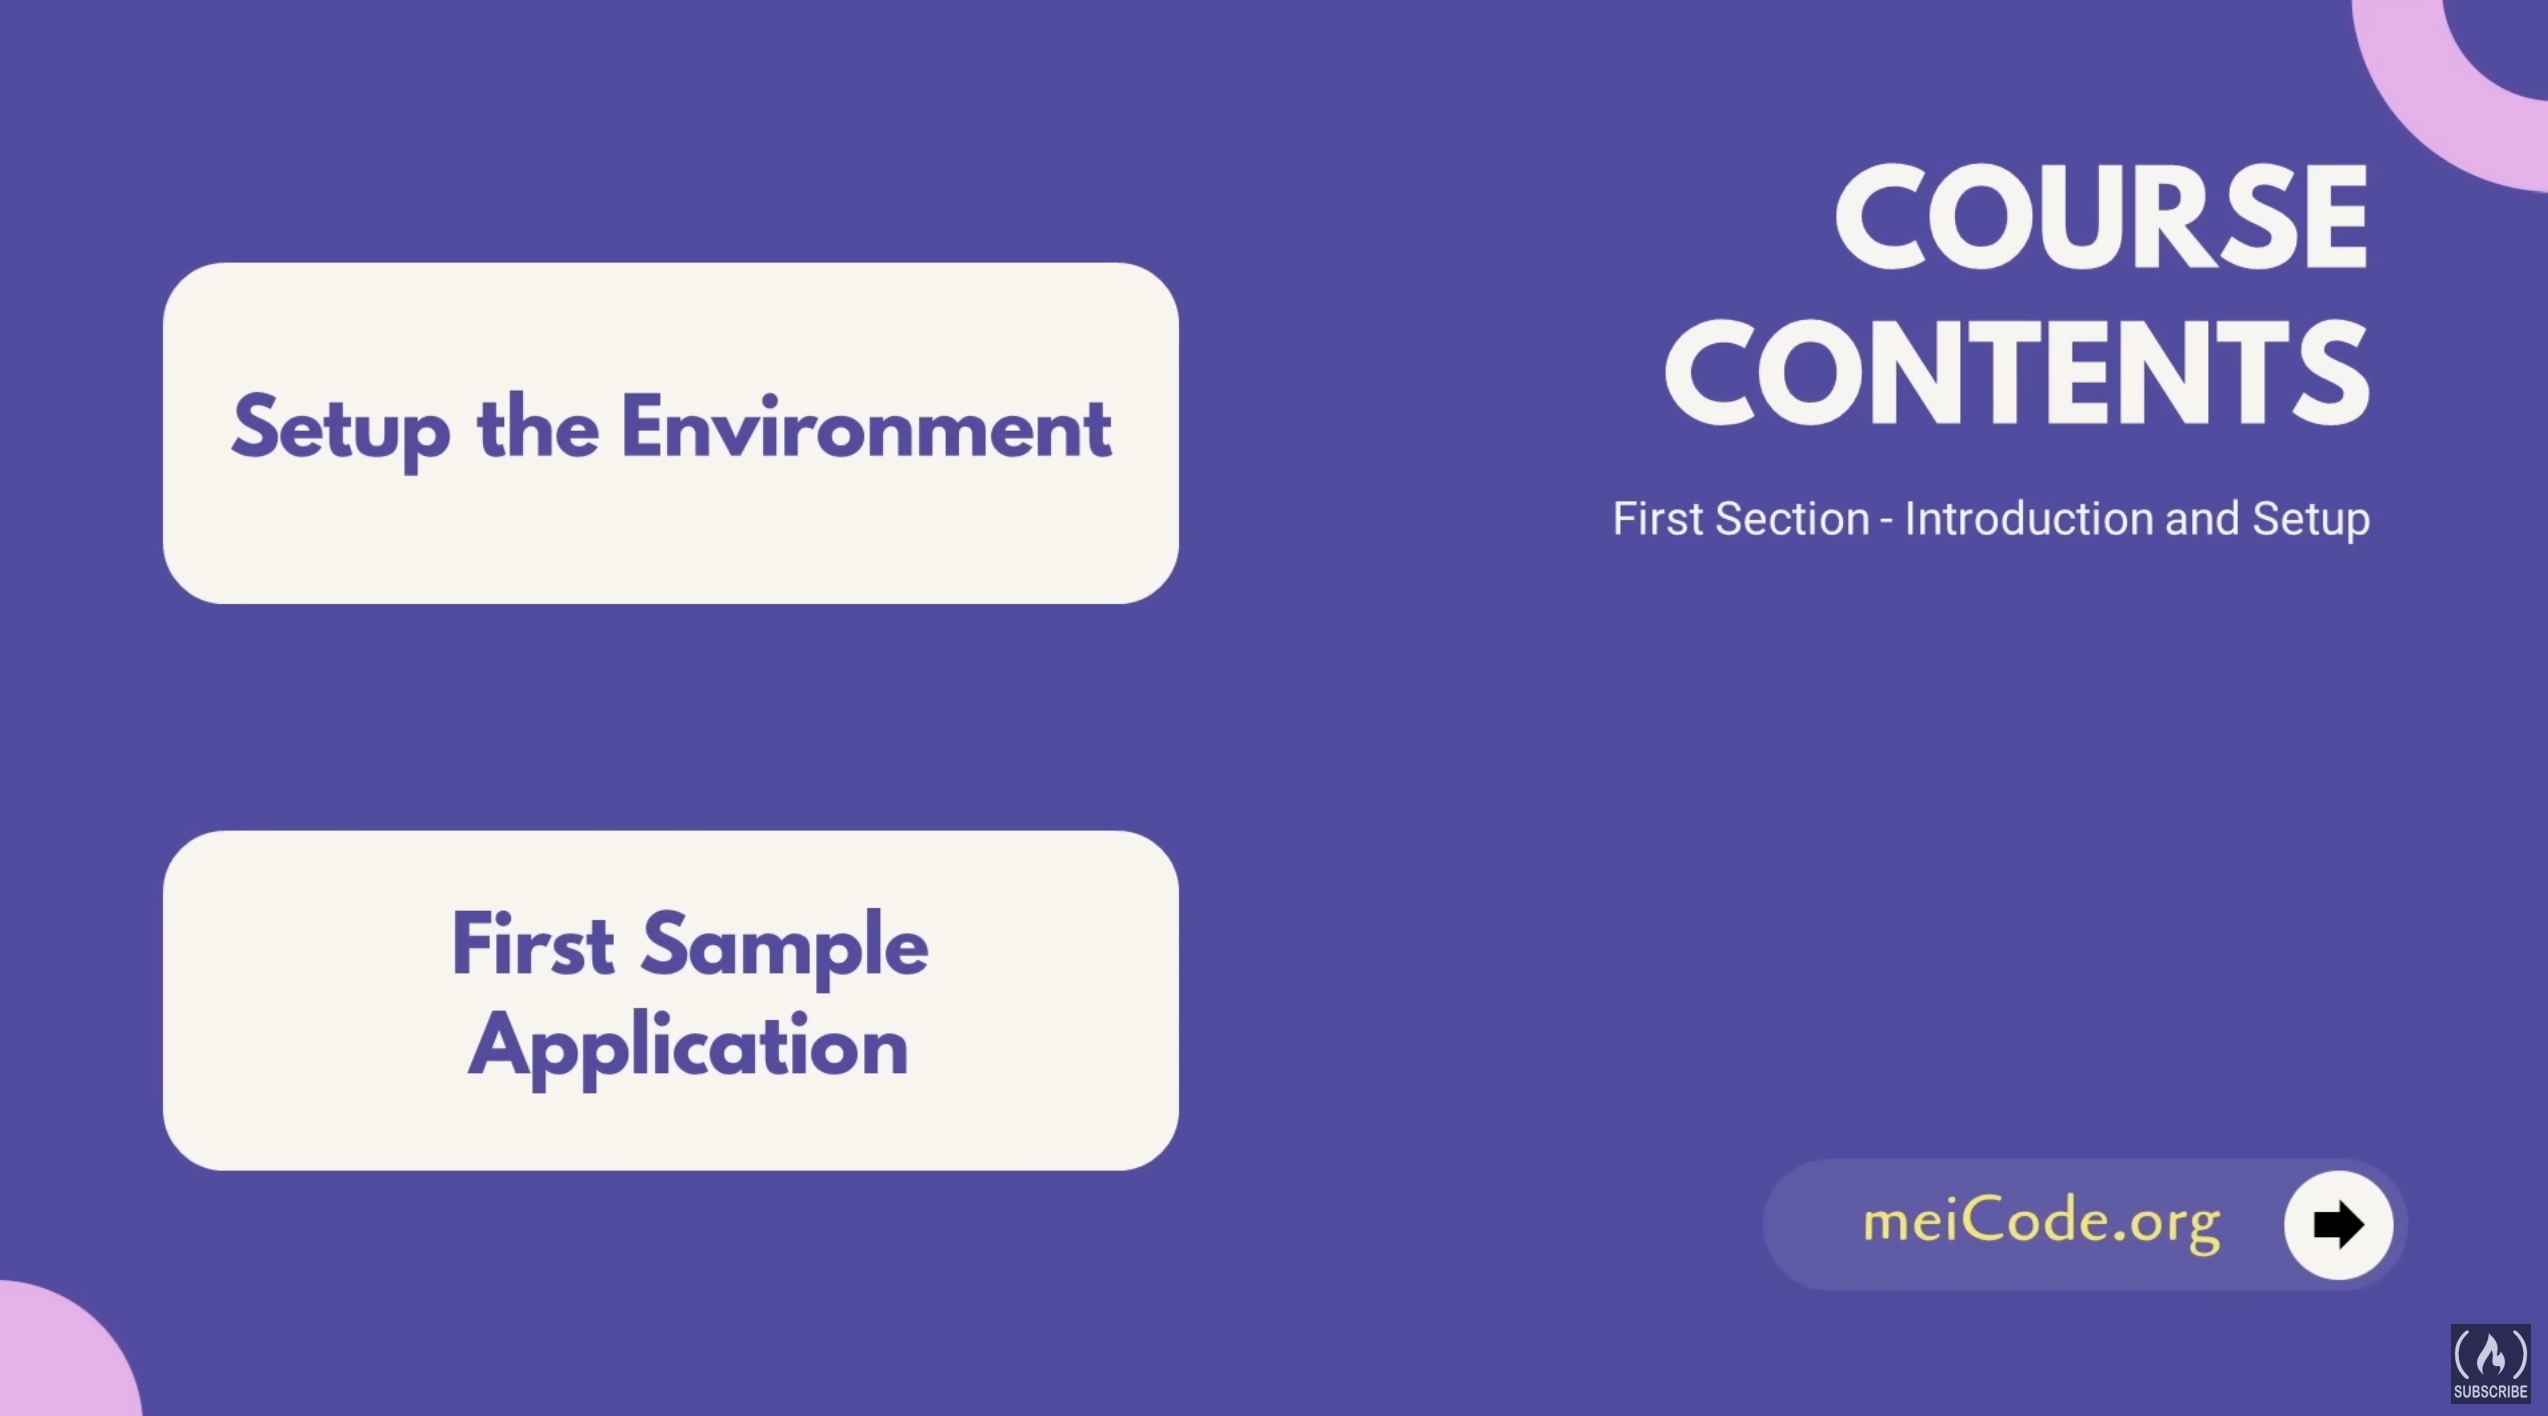 COURSE
CONTENTS
First Section - Introduction and Setup
Setup the Environment
First Sample
Application
meiCode.org
SUBSCRIBE